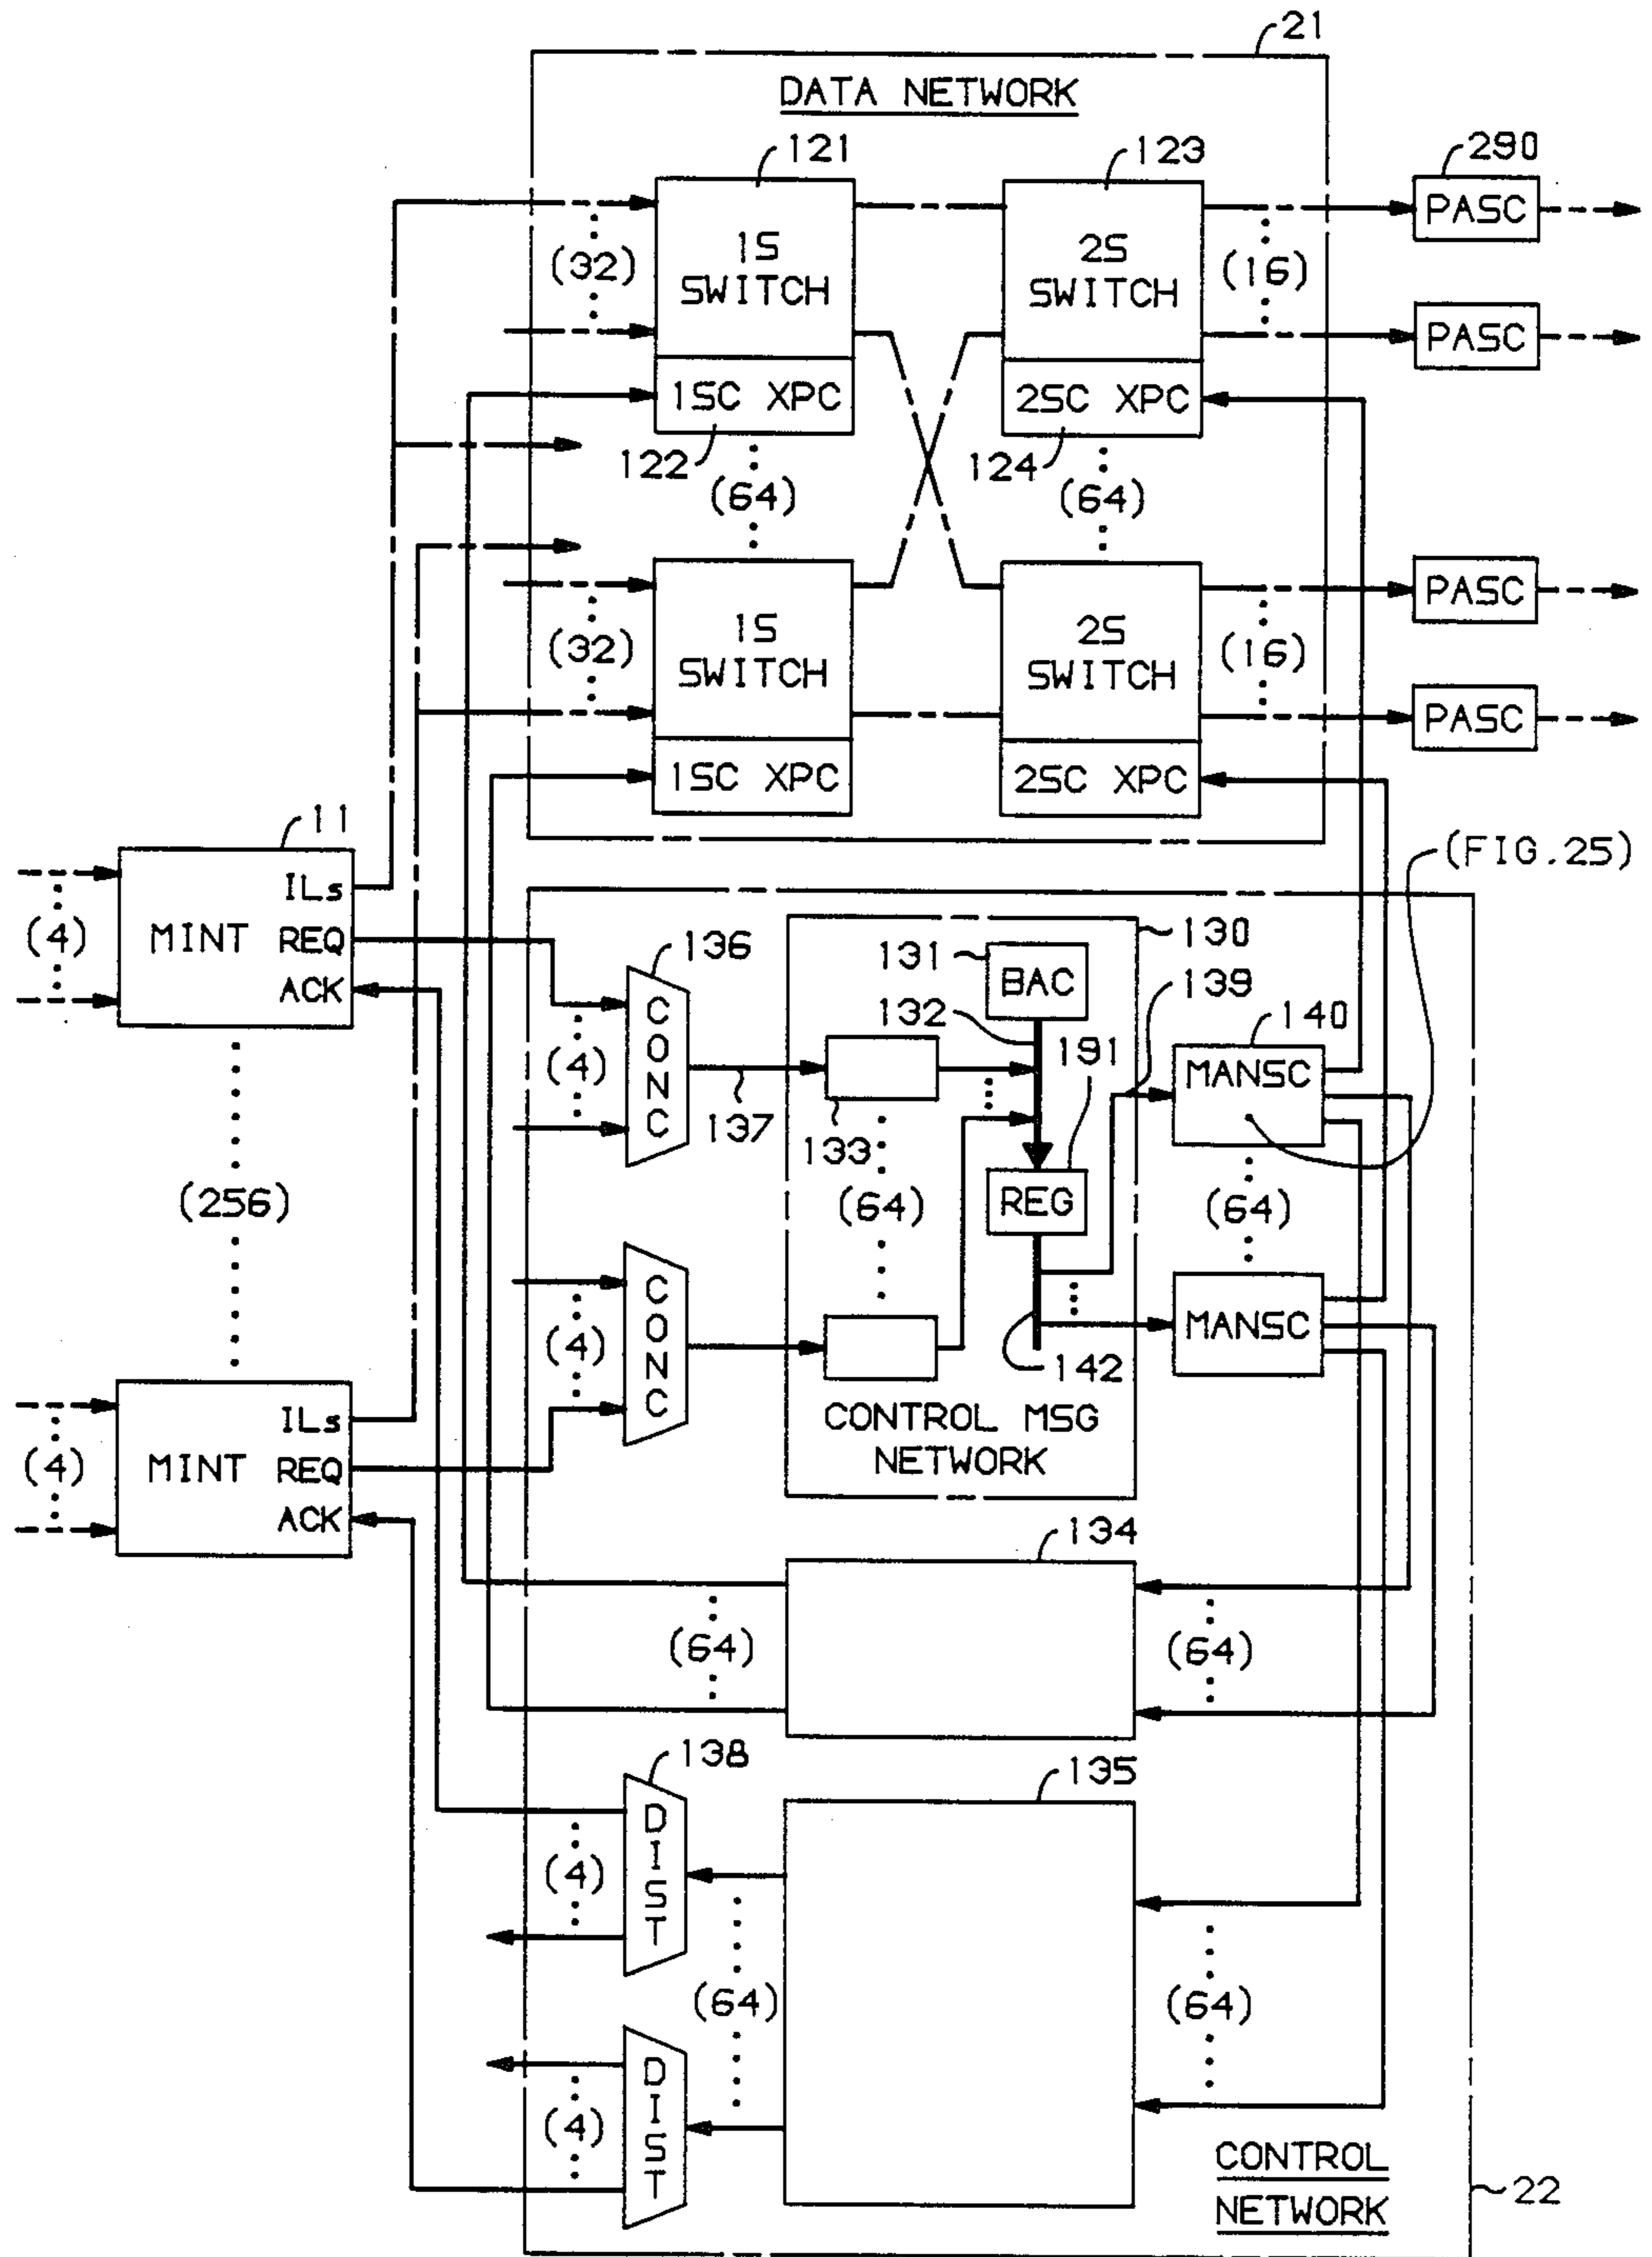 21
DATA NETWORK
121
123
290
PASC
(32)
1S
SWITCH
2S
SWITCH
(16)
PASC
1SC XPC
2SC XPC
122
124
(64)
(64)
PASC
(32)
1S
SWITCH
2S
SWITCH
(16)
PASC
1SC XPC
2SC XPC
11
(FIG.25)
(4)
MINT
ILs
REQ
ACK
136
CONC
(4)
137
130
131
BAC
132
139
191
140
MANSC
133
(64)
REG
(64)
(256)
CONC
(4)
142
MANSC
CONTROL MSG
NETWORK
(4)
MINT
ILs
REQ
ACK
134
(64)
(64)
138
DIST
(4)
135
(64)
(64)
DIST
(4)
CONTROL
NETWORK
22